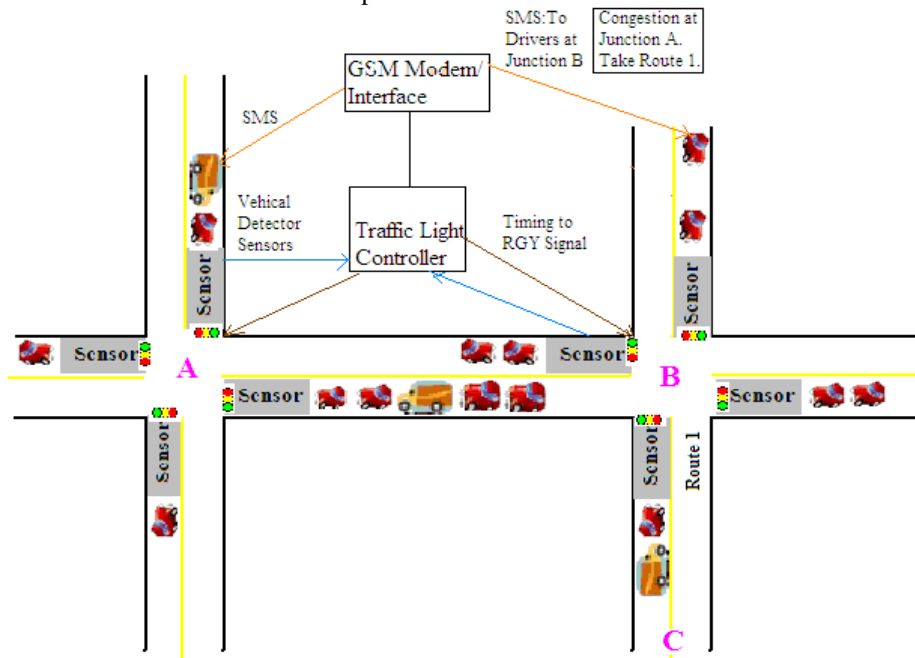 SMS:To
Drivers at
Junction B
Congestion at
Junction A.
Take Route 1.
GSM Modem/
Interface
SMS
Vehical
Detector
Sensors
Traffic Light
Controller
Timing to
RGY Signal
Sensor
Sensor
Sensor
A
Sensor
B
Sensor
Sensor
Sensor
Sensor
Route 1
C